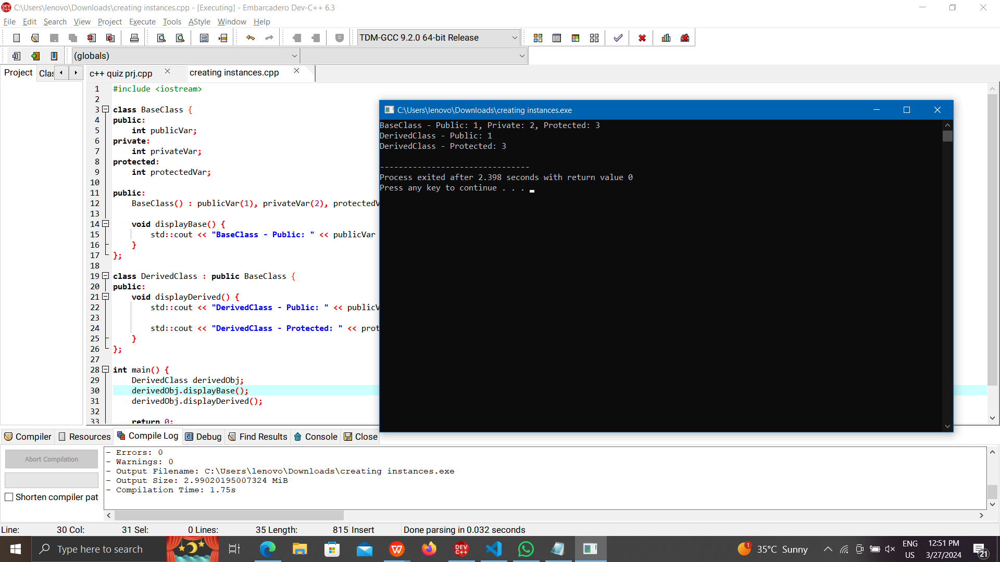 C:\Users\lenovo\Downloads\creating instances.cpp - [Executing] - Embarcadero Dev-C++ 6.3
File Edit Search View Project Execute Tools AStyle Window Help
TDM-GCC 9.2.0 64-bit Release
(globals)
Project Clas c++ quiz prj.cpp creating instances.cpp
1 #include <iostream>
2
3 class BaseClass {
4 public:
5 int publicVar;
6 private:
7 int privateVar;
8 protected:
9 int protectedVar;
10
11 public:
12 BaseClass() : publicVar(1), privateVar(2), protectedV
13
14 void displayBase() {
15 std::cout << "BaseClass - Public: " << publicVar
16 }
17 };
18
19 class DerivedClass : public BaseClass {
20 public:
21 void displayDerived() {
22 std::cout << "DerivedClass - Public: " << publicV
23
24 std::cout << "DerivedClass - Protected: " << prot
25 }
26 };
27
28 int main() {
29 DerivedClass derivedObj;
30 derivedObj.displayBase();
31 derivedObj.displayDerived();
32
33 return 0;
C:\Users\lenovo\Downloads\creating instances.exe
BaseClass - Public: 1, Private: 2, Protected: 3
DerivedClass - Public: 1
DerivedClass - Protected: 3
--------------------------------
Process exited after 2.398 seconds with return value 0
Press any key to continue . . .
Compiler Resources Compile Log Debug Find Results Console Close
Abort Compilation
Shorten compiler pat
- Errors: 0
- Warnings: 0
- Output Filename: C:\Users\lenovo\Downloads\creating instances.exe
- Output Size: 2.99020195007324 MiB
- Compilation Time: 1.75s
Line: 30 Col: 31 Sel: 0 Lines: 35 Length: 815 Insert Done parsing in 0.032 seconds
Type here to search
DEV C++
1
35°C Sunny
ENG
US
12:51 PM
3/27/2024
21